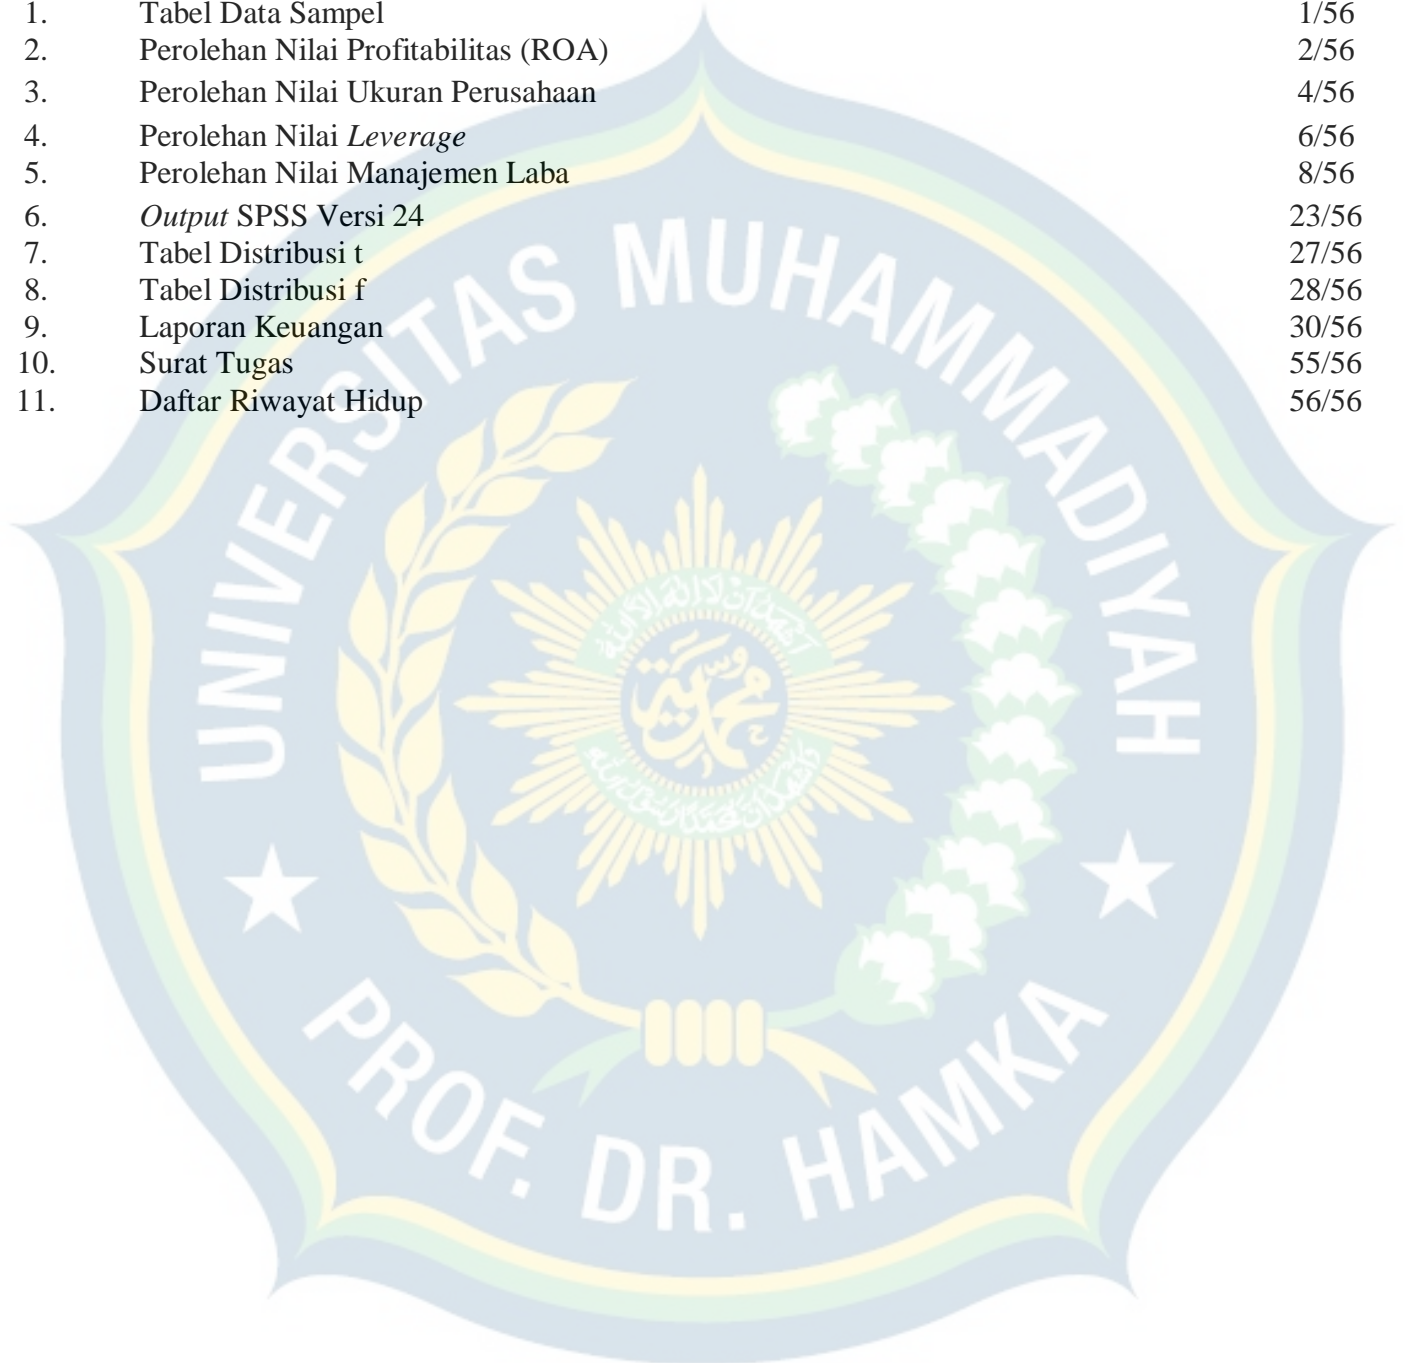 1. Tabel Data Sampel 1/56
2. Perolehan Nilai Profitabilitas (ROA) 2/56
3. Perolehan Nilai Ukuran Perusahaan 4/56
4. Perolehan Nilai Leverage 6/56
5. Perolehan Nilai Manajemen Laba 8/56
6. Output SPSS Versi 24 23/56
7. Tabel Distribusi t 27/56
8. Tabel Distribusi f 28/56
9. Laporan Keuangan 30/56
10. Surat Tugas 55/56
11. Daftar Riwayat Hidup 56/56
UNIVERSITAS MUHAMMADIYAH
محمدية
PROF. DR. HAMKA